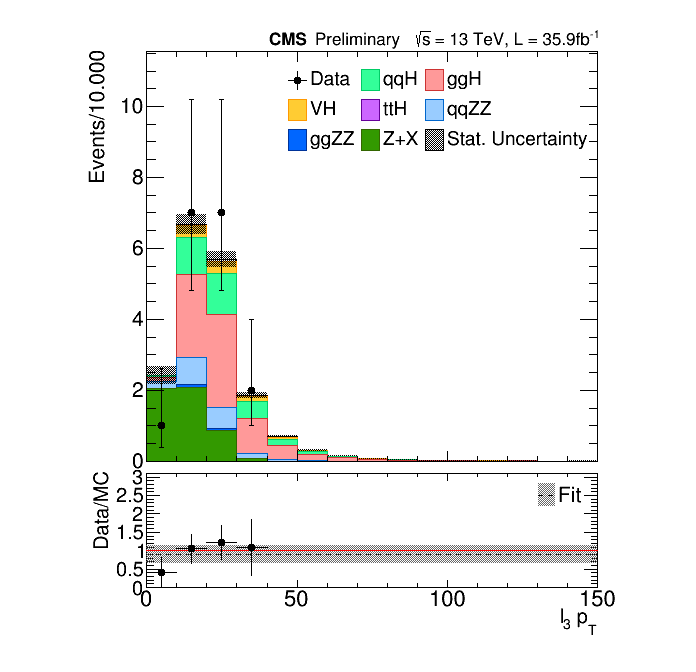 CMS Preliminary √s = 13 TeV, L = 35.9fb⁻¹
Events/10.000
Data qqH ggH
VH ttH qqZZ
ggZZ Z+X Stat. Uncertainty
10
8
6
4
2
0
Data/MC
3
2.5
2
1.5
1
0.5
0
Fit
0 50 100 150
l₃ p_T